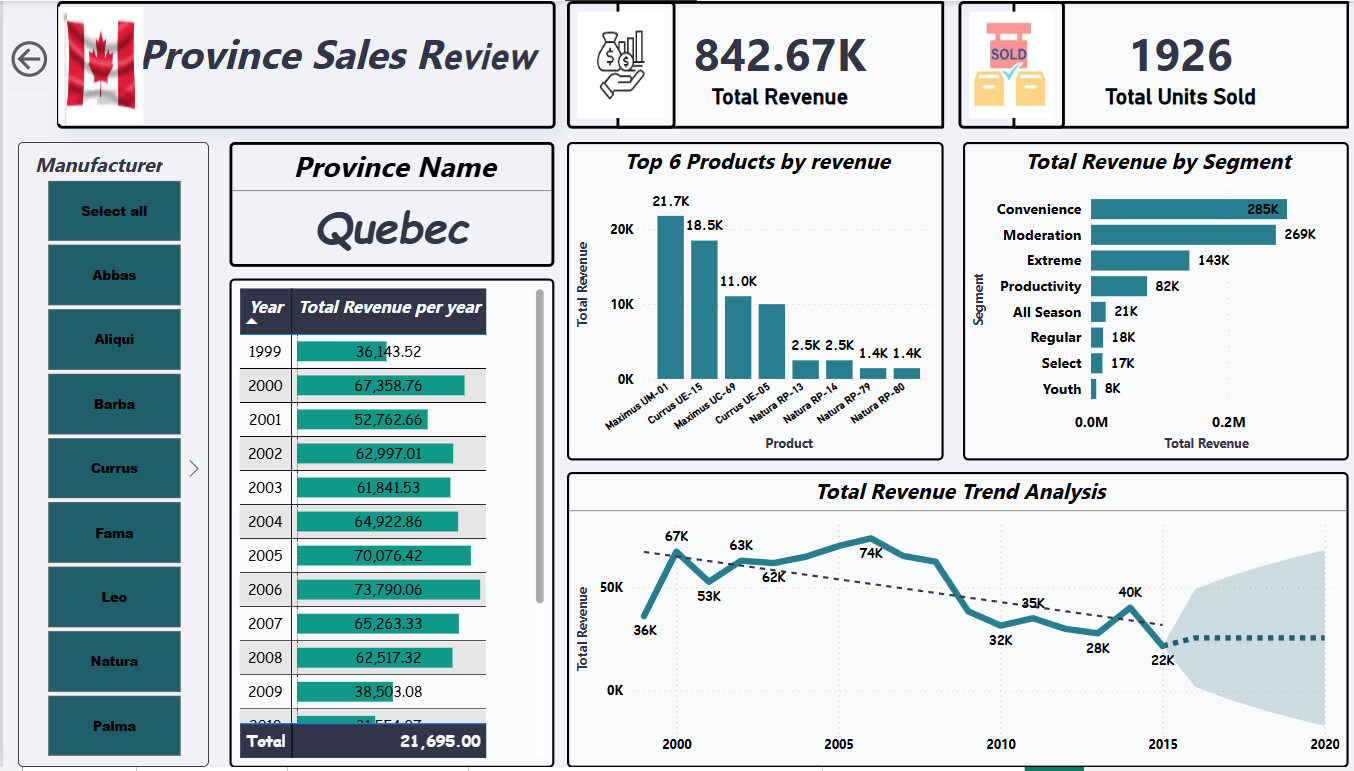 Province Sales Review
842.67K
Total Revenue
SOLD
1926
Total Units Sold
Manufacturer
Select all
Abbas
Aliqui
Barba
Currus
Fama
Leo
Natura
Palma
Province Name
Quebec
Year Total Revenue per year
1999 36,143.52
2000 67,358.76
2001 52,762.66
2002 62,997.01
2003 61,841.53
2004 64,922.86
2005 70,076.42
2006 73,790.06
2007 65,263.33
2008 62,517.32
2009 38,503.08
Total 21,695.00
Top 6 Products by revenue
Total Revenue
20K
10K
0K
21.7K
18.5K
11.0K
2.5K
2.5K
1.4K
1.4K
Maximus UM-01
Currus UE-15
Maximus UC-69
Currus UE-05
Natura RP-13
Natura RP-14
Natura RP-79
Natura RP-80
Product
Total Revenue by Segment
Segment
Convenience 285K
Moderation 269K
Extreme 143K
Productivity 82K
All Season 21K
Regular 18K
Select 17K
Youth 8K
0.0M 0.2M
Total Revenue
Total Revenue Trend Analysis
Total Revenue
50K
0K
36K
67K
53K
63K
62K
74K
32K
35K
28K
40K
22K
2000 2005 2010 2015 2020